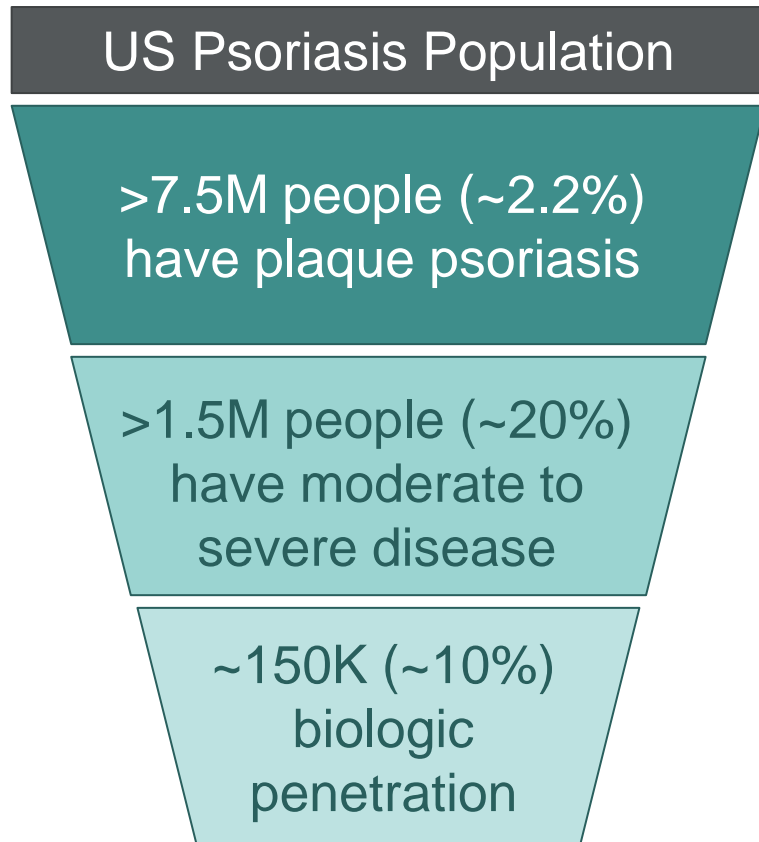 US Psoriasis Population
>7.5M people (~2.2%)
have plaque psoriasis
>1.5M people (~20%)
have moderate to
severe disease
~150K (~10%)
biologic
penetration